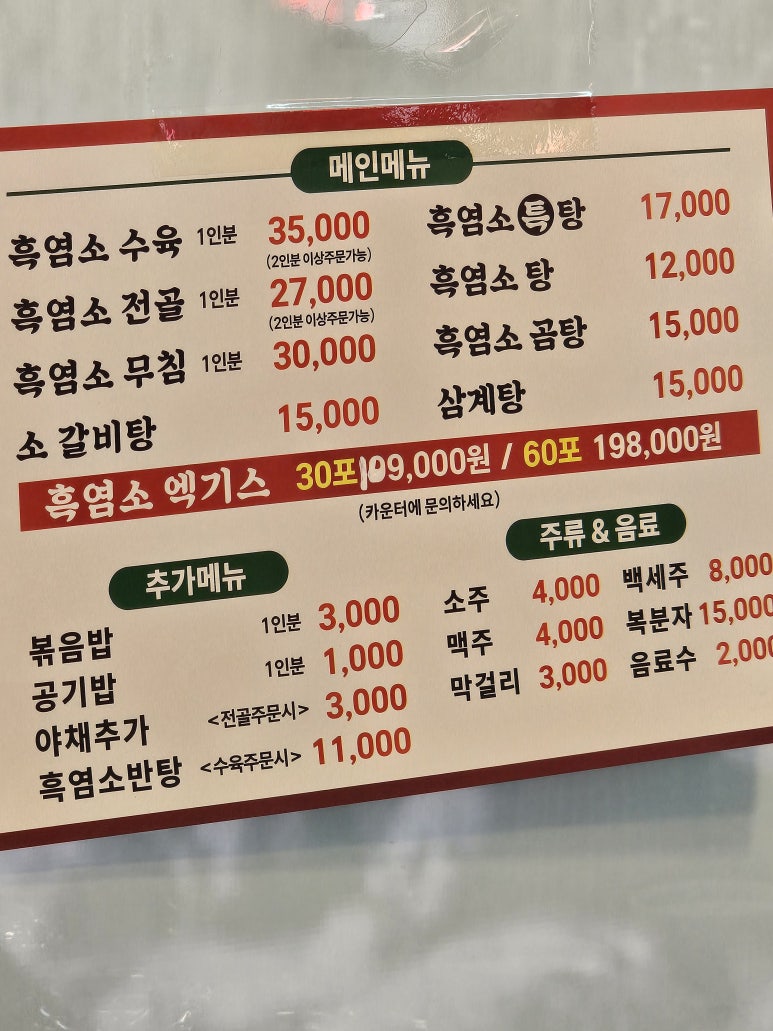 메인메뉴
흑염소 수육 1인분 35,000
(2인분 이상주문가능)
흑염소 전골 1인분 27,000
(2인분 이상주문가능)
흑염소 무침 1인분 30,000
소 갈비탕 15,000
흑염소 특탕 17,000
흑염소 탕 12,000
흑염소 곰탕 15,000
삼계탕 15,000
흑염소 엑기스 30포 109,000원 / 60포 198,000원
(카운터에 문의하세요)
추가메뉴
볶음밥 1인분 3,000
공기밥 1인분 1,000
야채추가 <전골주문시> 3,000
흑염소반탕 <수육주문시> 11,000
주류 & 음료
소주 4,000 백세주 8,000
맥주 4,000 복분자 15,000
막걸리 3,000 음료수 2,000